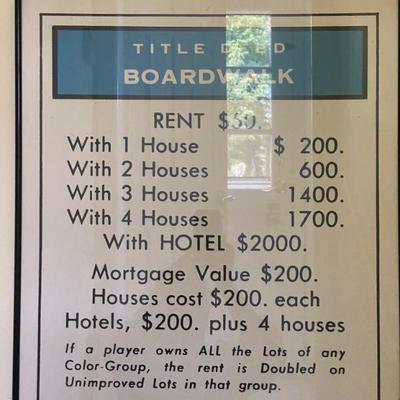 TITLE DEED
BOARDWALK
RENT $50.
With 1 House $ 200.
With 2 Houses 600.
With 3 Houses 1400.
With 4 Houses 1700.
With HOTEL $2000.
Mortgage Value $200.
Houses cost $200. each
Hotels, $200. plus 4 houses
If a player owns ALL the Lots of any
Color-Group, the rent is Doubled on
Unimproved Lots in that group.